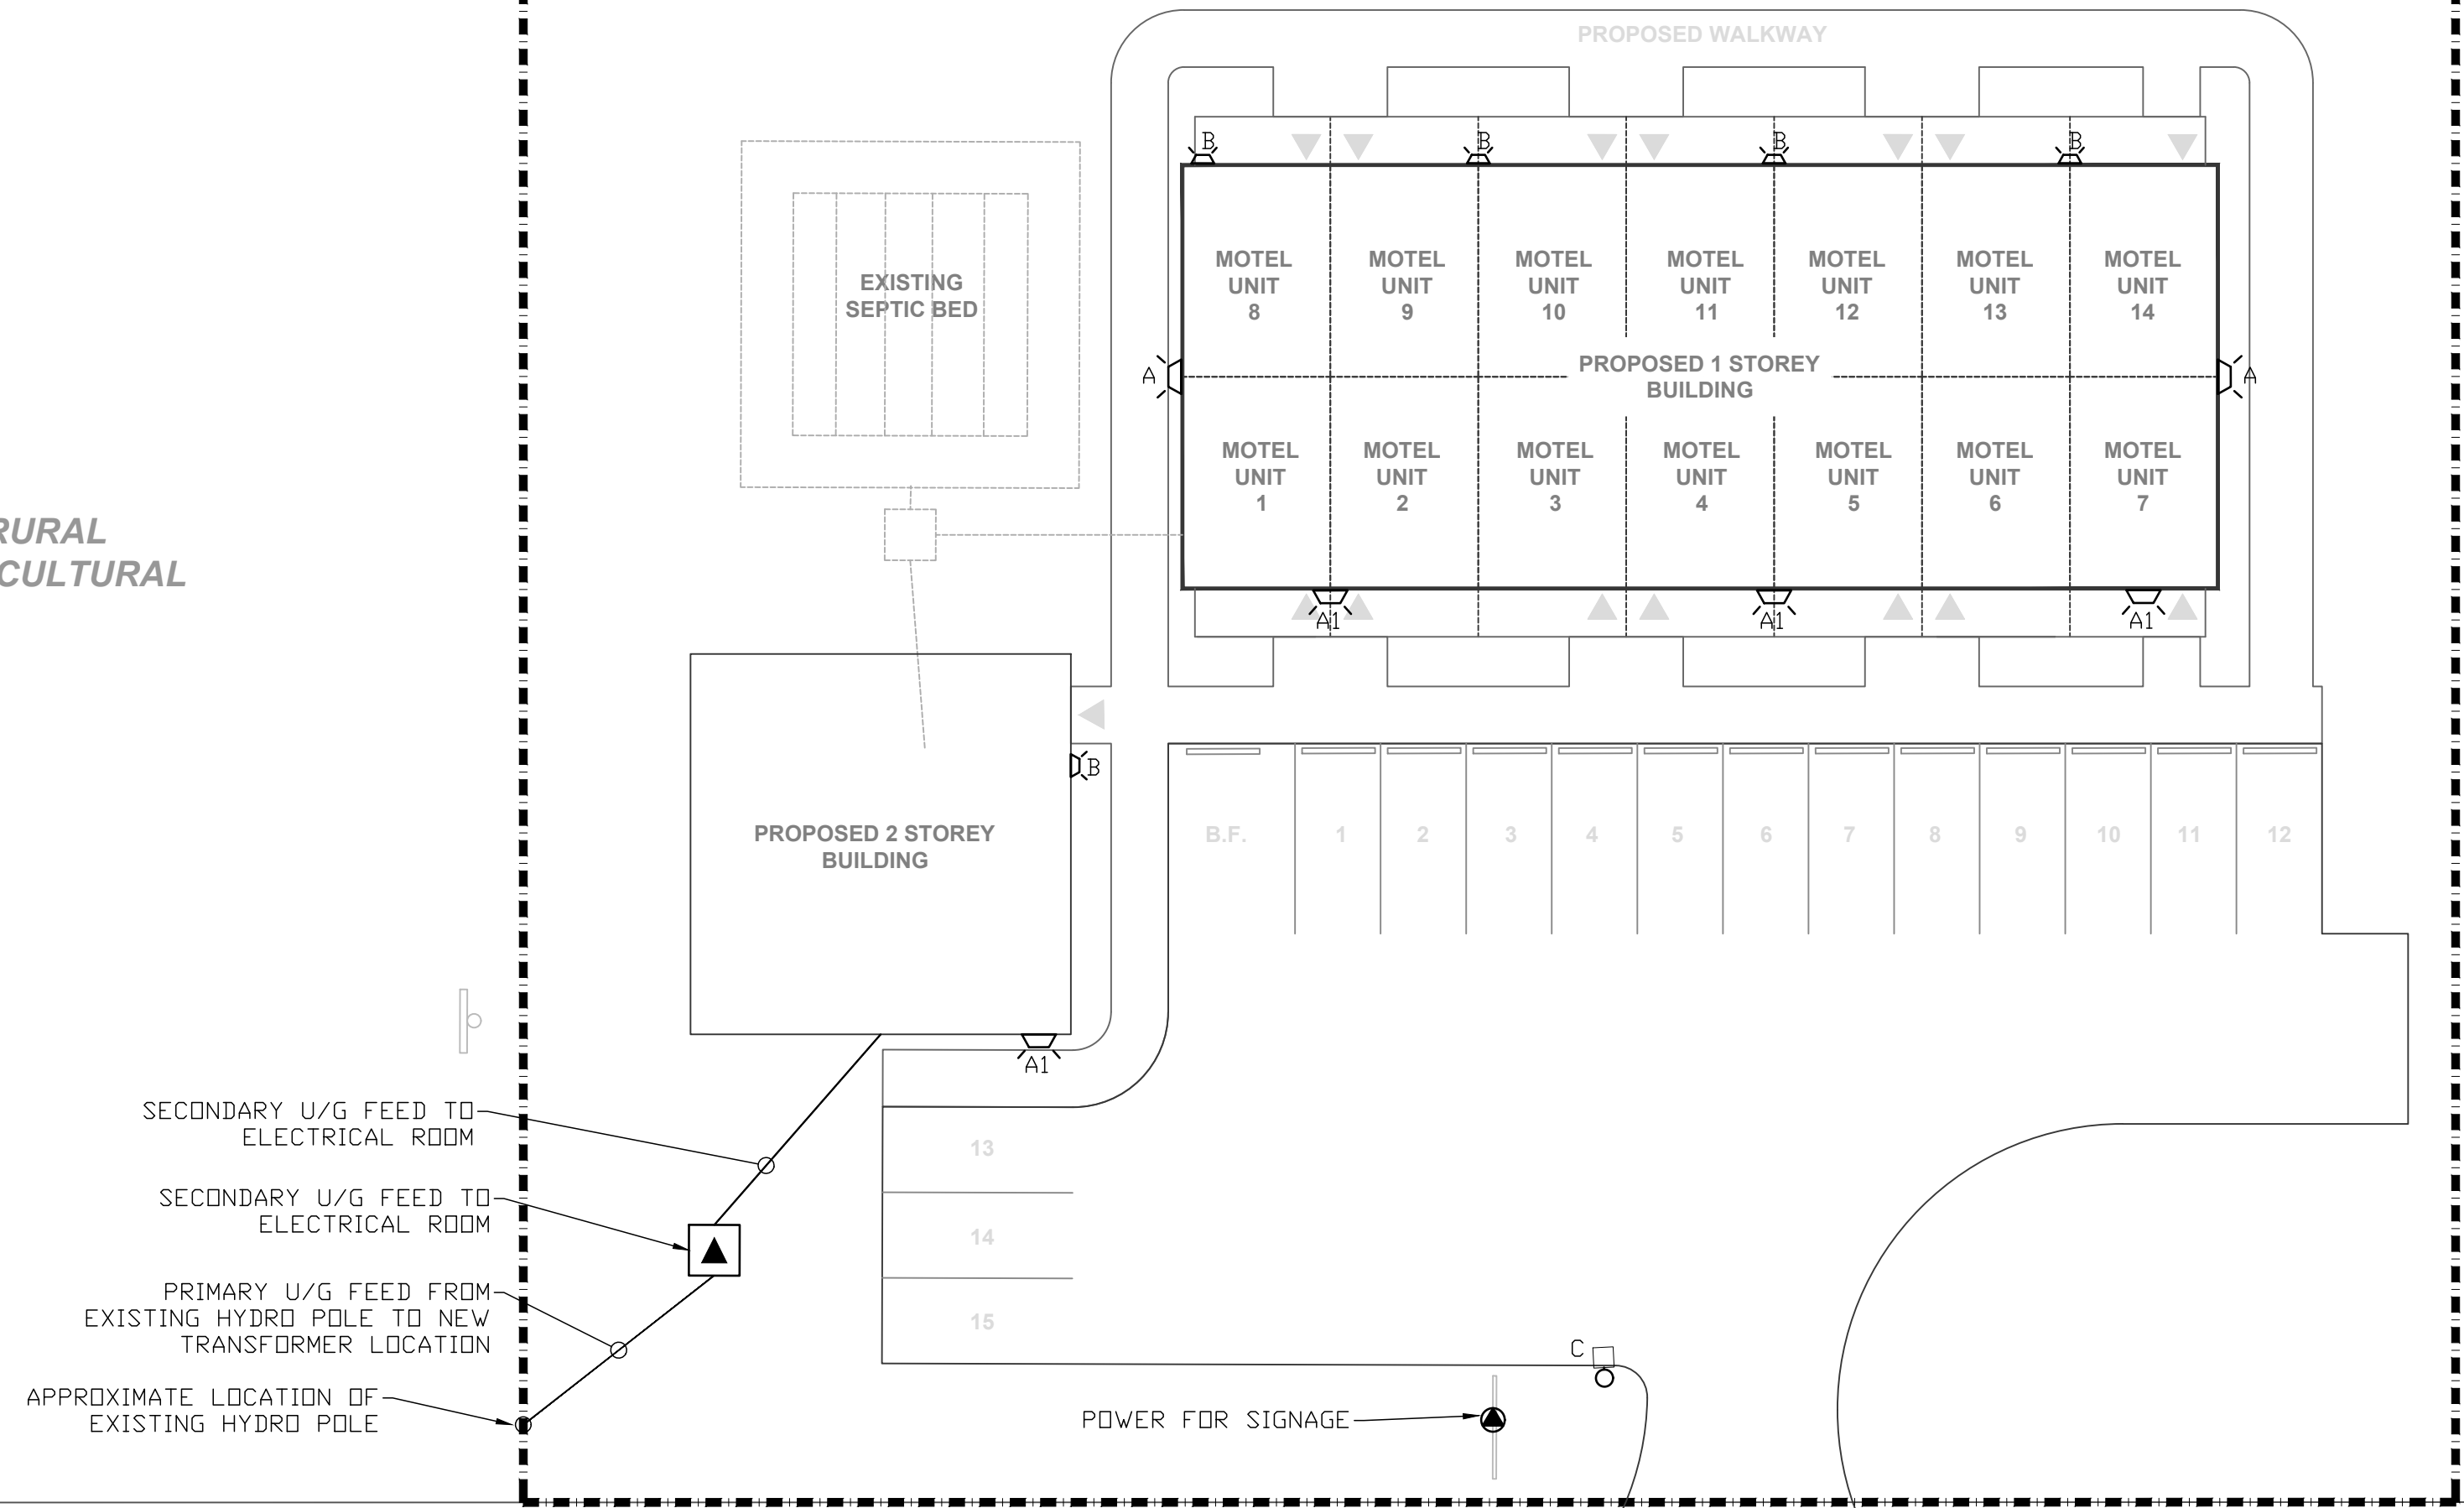 PROPOSED WALKWAY
B
B
B
B
MOTEL
UNIT
8
MOTEL
UNIT
9
MOTEL
UNIT
10
MOTEL
UNIT
11
MOTEL
UNIT
12
MOTEL
UNIT
13
MOTEL
UNIT
14
EXISTING
SEPTIC BED
A
PROPOSED 1 STOREY
BUILDING
A
MOTEL
UNIT
1
MOTEL
UNIT
2
MOTEL
UNIT
3
MOTEL
UNIT
4
MOTEL
UNIT
5
MOTEL
UNIT
6
MOTEL
UNIT
7
RURAL
CULTURAL
A1
A1
A1
B
PROPOSED 2 STOREY
BUILDING
B.F.
1
2
3
4
5
6
7
8
9
10
11
12
A1
SECONDARY U/G FEED TO
ELECTRICAL ROOM
13
SECONDARY U/G FEED TO
ELECTRICAL ROOM
14
PRIMARY U/G FEED FROM
EXISTING HYDRO POLE TO NEW
TRANSFORMER LOCATION
15
C
APPROXIMATE LOCATION OF
EXISTING HYDRO POLE
POWER FOR SIGNAGE